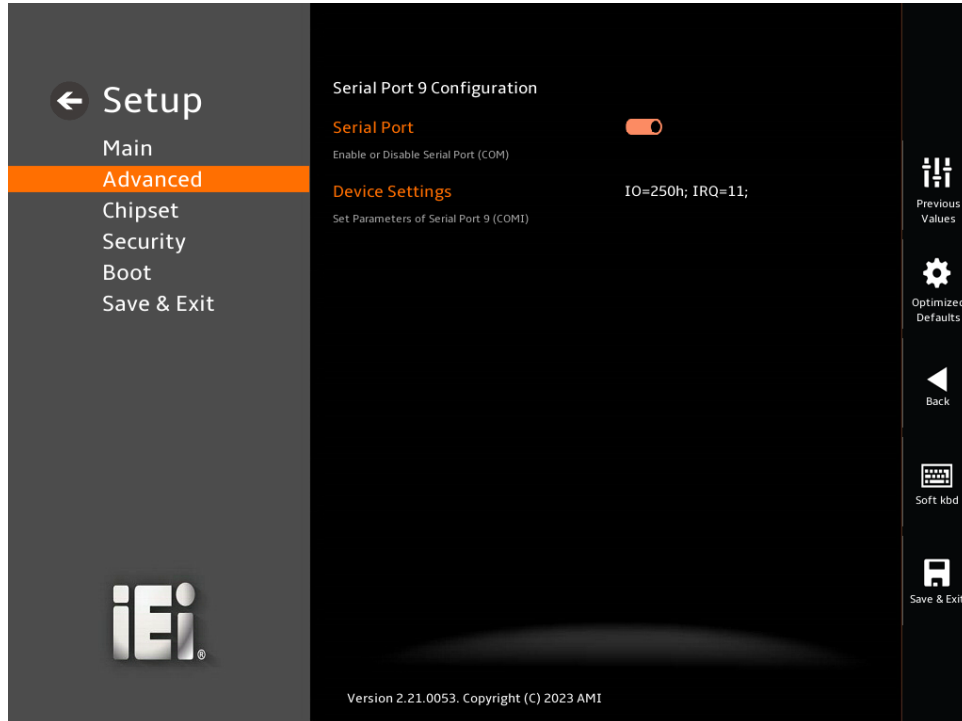 Setup
Main
Advanced
Chipset
Security
Boot
Save & Exit
iEi®
Serial Port 9 Configuration
Serial Port
Enable or Disable Serial Port (COM)
Device Settings
IO=250h; IRQ=11;
Set Parameters of Serial Port 9 (COMI)
Version 2.21.0053. Copyright (C) 2023 AMI
Previous
Values
Optimized
Defaults
Back
Soft kbd
Save & Exit